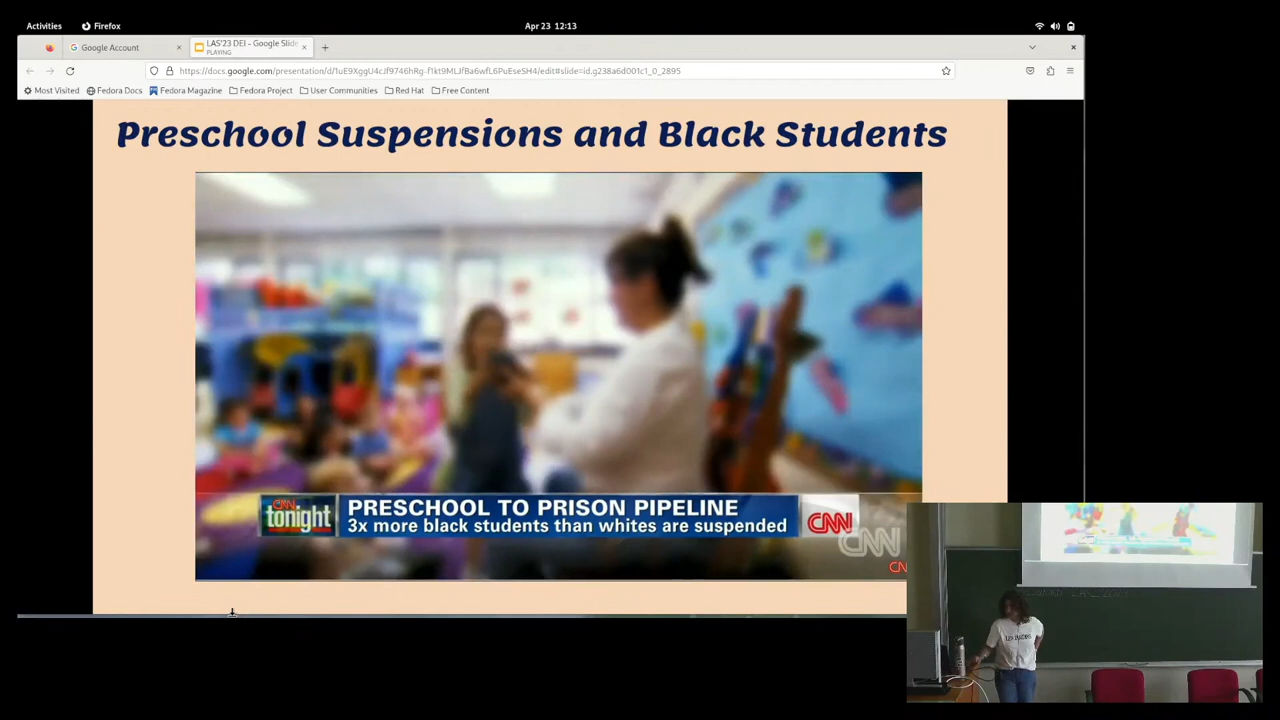 Activities
Firefox
Apr 23 12:13
Google Account
LAS'23 DEI - Google Slide
PLAYING
https://docs.google.com/presentation/d/1uE9XggU4cJf9746hRg-f1kt9MLJfBa6wfL6PuEseSH4/edit#slide=id.g238a6d001c1_0_2895
Most Visited
Fedora Docs
Fedora Magazine
Fedora Project
User Communities
Red Hat
Free Content
Preschool Suspensions and Black Students
CNN
tonight
PRESCHOOL TO PRISON PIPELINE
3x more black students than whites are suspended
CNN
CNN
CN